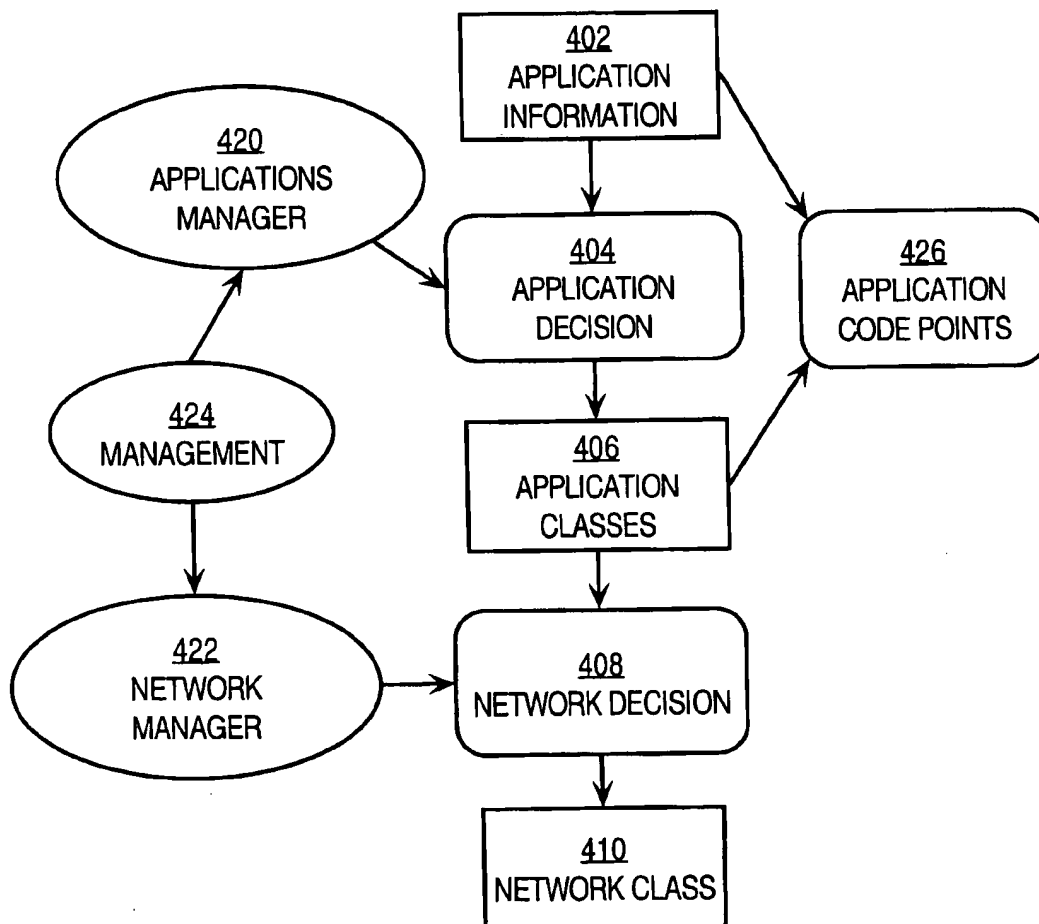 402
APPLICATION
INFORMATION
420
APPLICATIONS
MANAGER
404
APPLICATION
DECISION
426
APPLICATION
CODE POINTS
424
MANAGEMENT
406
APPLICATION
CLASSES
422
NETWORK
MANAGER
408
NETWORK DECISION
410
NETWORK CLASS